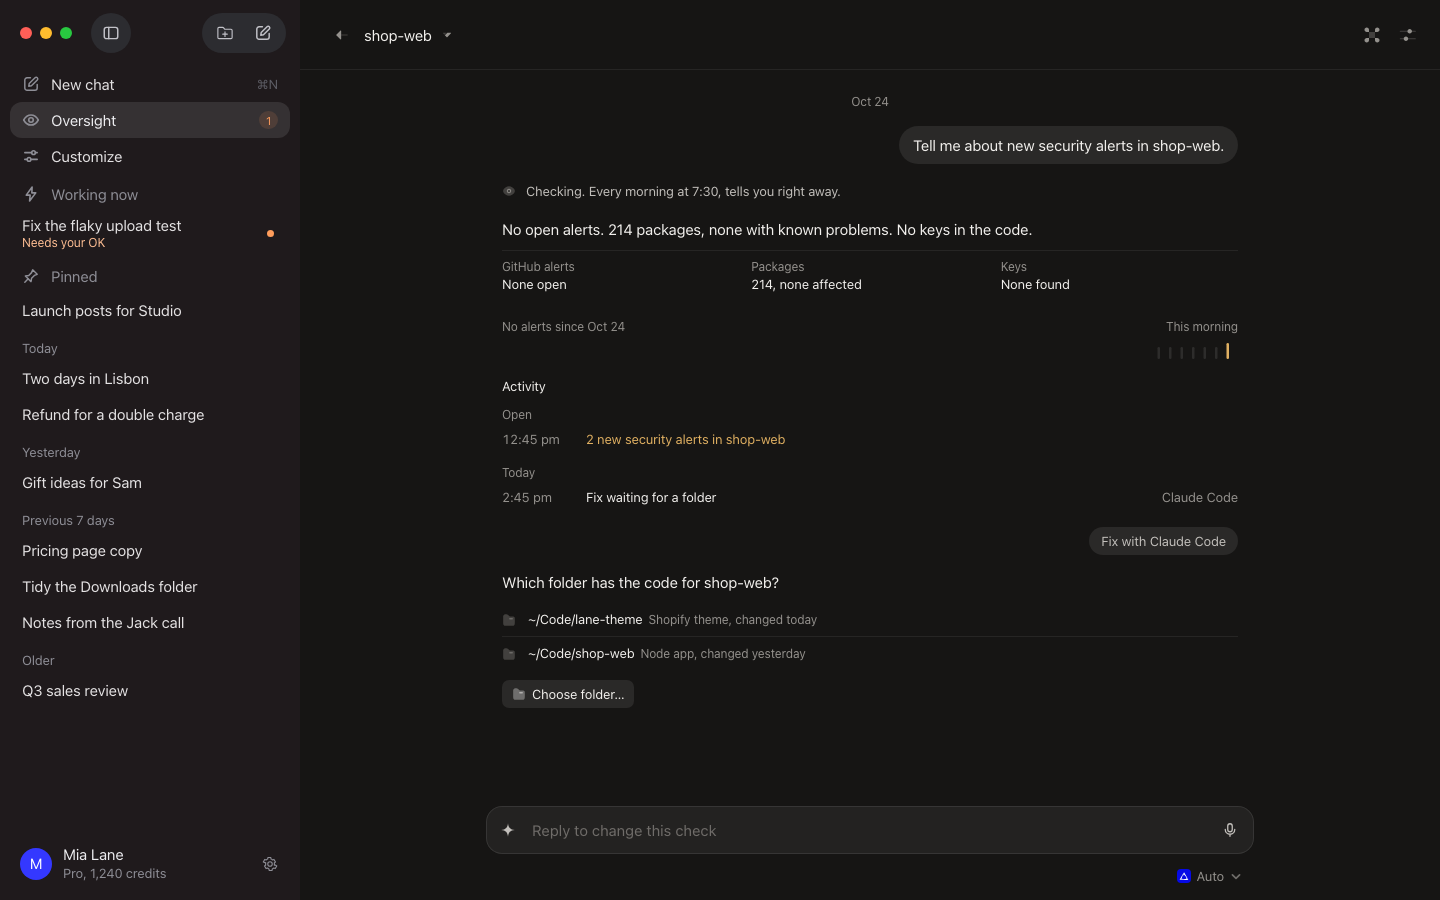 New chat ⌘N
Oversight 1
Customize
Working now
Fix the flaky upload test
Needs your OK
Pinned
Launch posts for Studio
Today
Two days in Lisbon
Refund for a double charge
Yesterday
Gift ideas for Sam
Previous 7 days
Pricing page copy
Tidy the Downloads folder
Notes from the Jack call
Older
Q3 sales review
M
Mia Lane
Pro, 1,240 credits
shop-web
Oct 24
Tell me about new security alerts in shop-web.
Checking. Every morning at 7:30, tells you right away.
No open alerts. 214 packages, none with known problems. No keys in the code.
GitHub alerts Packages Keys
None open 214, none affected None found
No alerts since Oct 24 This morning
Activity
Open
12:45 pm 2 new security alerts in shop-web
Today
2:45 pm Fix waiting for a folder Claude Code
Fix with Claude Code
Which folder has the code for shop-web?
~/Code/lane-theme Shopify theme, changed today
~/Code/shop-web Node app, changed yesterday
Choose folder…
Reply to change this check
Auto